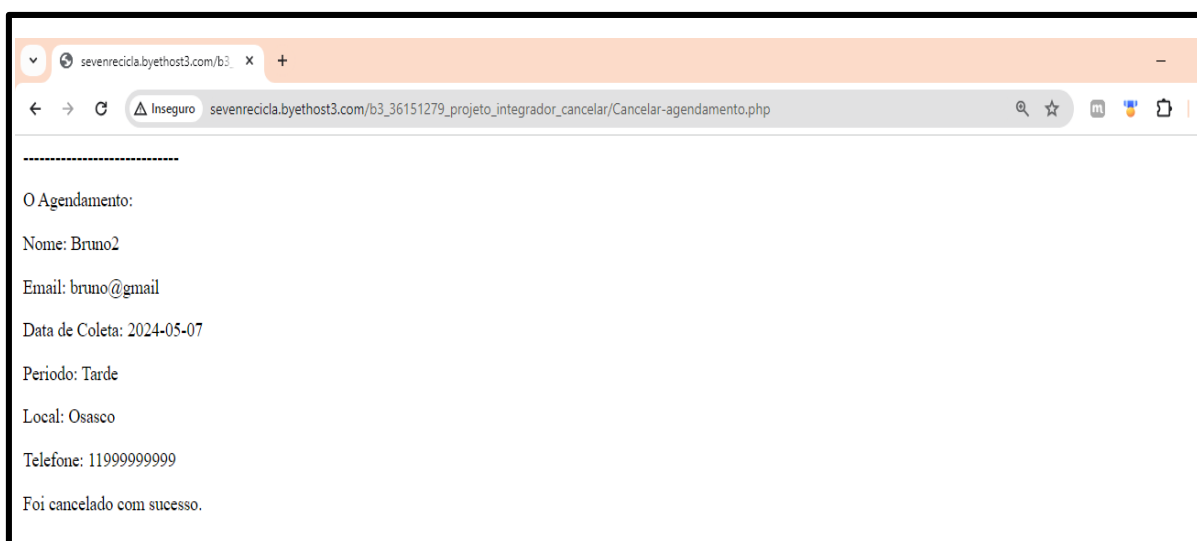 sevenrecicla.byethost3.com/b3_
Inseguro sevenrecicla.byethost3.com/b3_36151279_projeto_integrador_cancelar/Cancelar-agendamento.php
m
-----------------------------
O Agendamento:
Nome: Bruno2
Email: bruno@gmail
Data de Coleta: 2024-05-07
Periodo: Tarde
Local: Osasco
Telefone: 11999999999
Foi cancelado com sucesso.